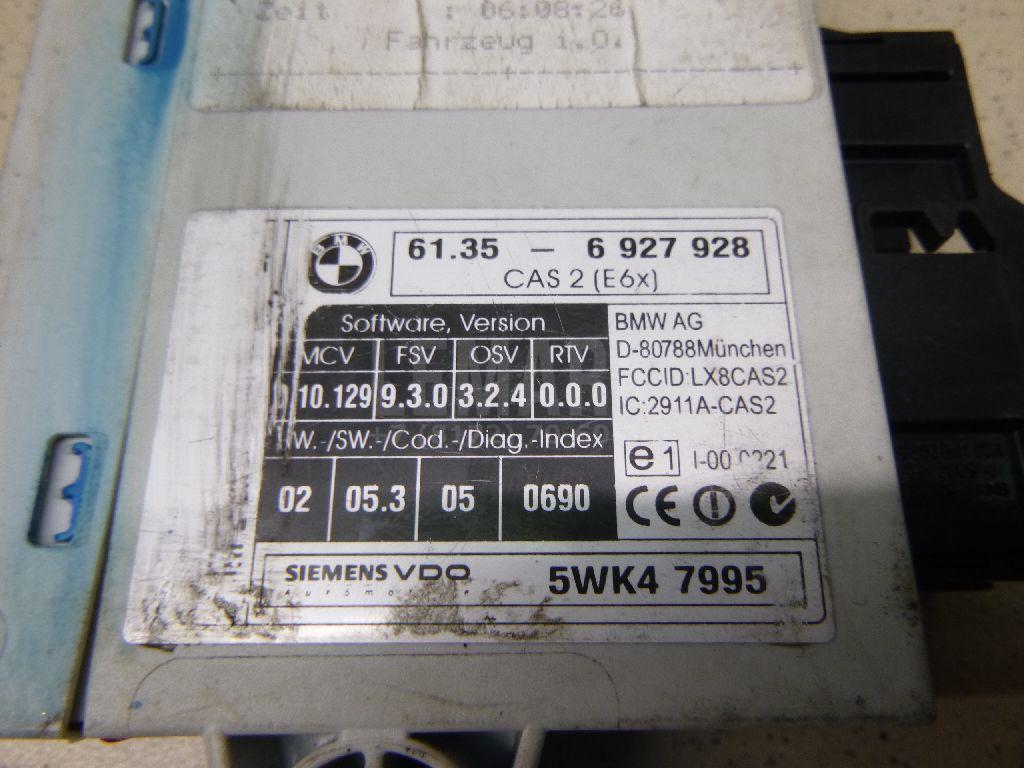 Zeit : 06:08:26
Fahrzeug i.O.
BMW
61.35 – 6 927 928
CAS 2 (E6x)
Software, Version
MCV FSV OSV RTV
10.129 9.3.0 3.2.4 0.0.0
W.-/SW.-/Cod.-/Diag.-Index
02 05.3 05 0690
BMW AG
D-80788München
FCCID:LX8CAS2
IC:2911A-CAS2
e1 I-00 0221
CE
SIEMENS VDO
Automotive
5WK4 7995